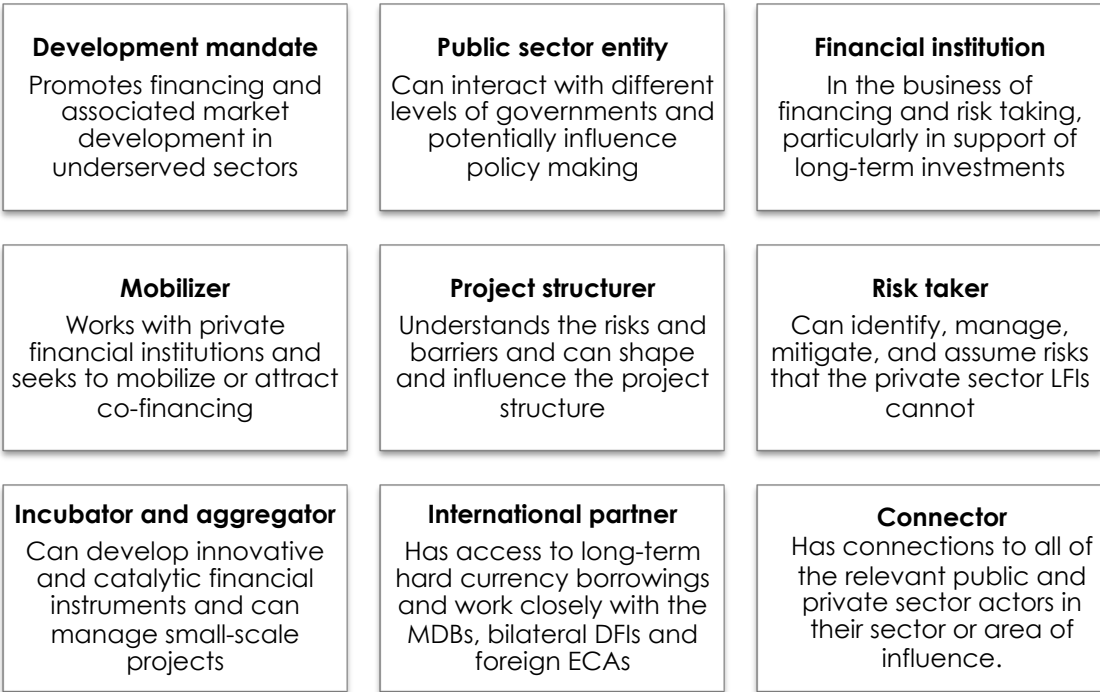 Development mandate
Promotes financing and
associated market
development in
underserved sectors
Public sector entity
Can interact with different
levels of governments and
potentially influence
policy making
Financial institution
In the business of
financing and risk taking,
particularly in support of
long-term investments
Mobilizer
Works with private
financial institutions and
seeks to mobilize or attract
co-financing
Project structurer
Understands the risks and
barriers and can shape
and influence the project
structure
Risk taker
Can identify, manage,
mitigate, and assume risks
that the private sector LFIs
cannot
Incubator and aggregator
Can develop innovative
and catalytic financial
instruments and can
manage small-scale
projects
International partner
Has access to long-term
hard currency borrowings
and work closely with the
MDBs, bilateral DFIs and
foreign ECAs
Connector
Has connections to all of
the relevant public and
private sector actors in
their sector or area of
influence.